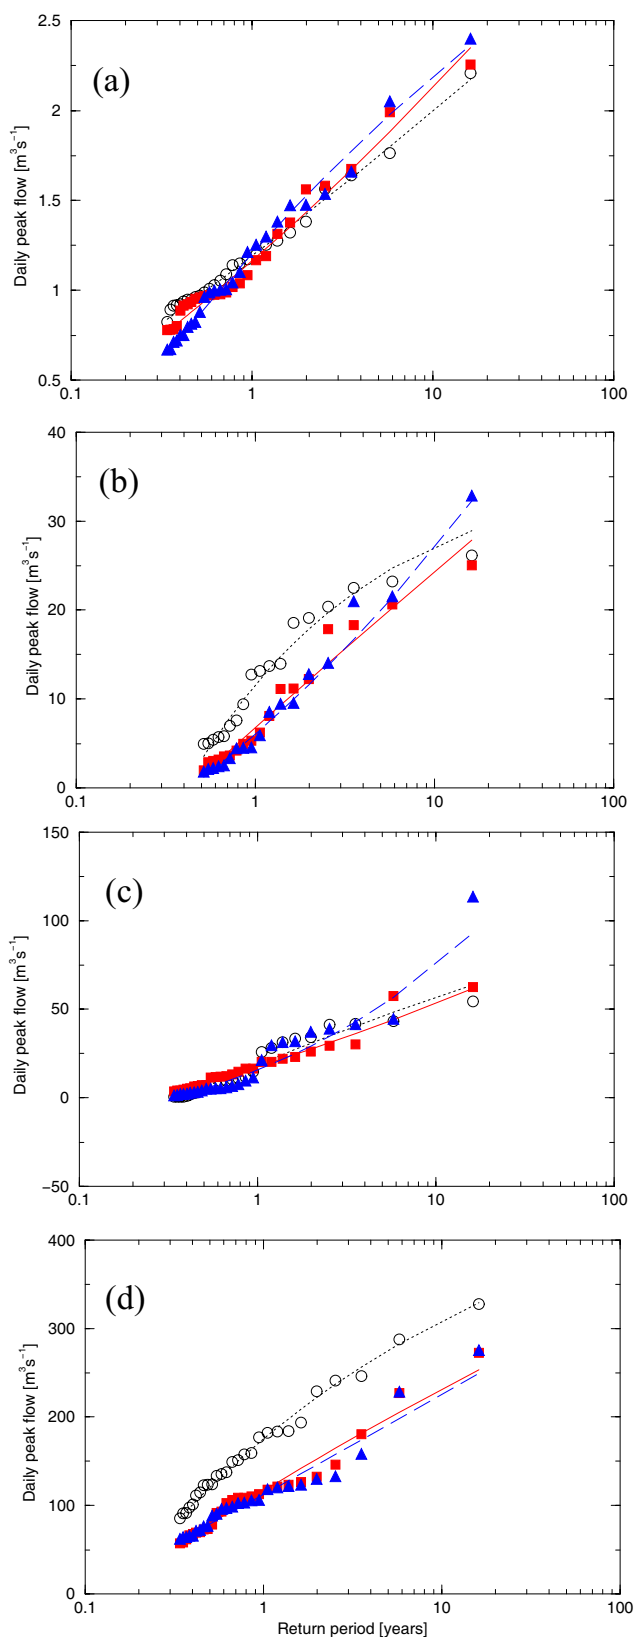 2.5
(a)
2
1.5
1
0.5
0.1 1 10 100
Daily peak flow [m³s⁻¹]
40
(b)
30
20
10
0
0.1 1 10 100
Daily peak flow [m³s⁻¹]
150
(c)
100
50
0
−50
0.1 1 10 100
Daily peak flow [m³s⁻¹]
400
(d)
300
200
100
0
0.1 1 10 100
Daily peak flow [m³s⁻¹]
Return period [years]